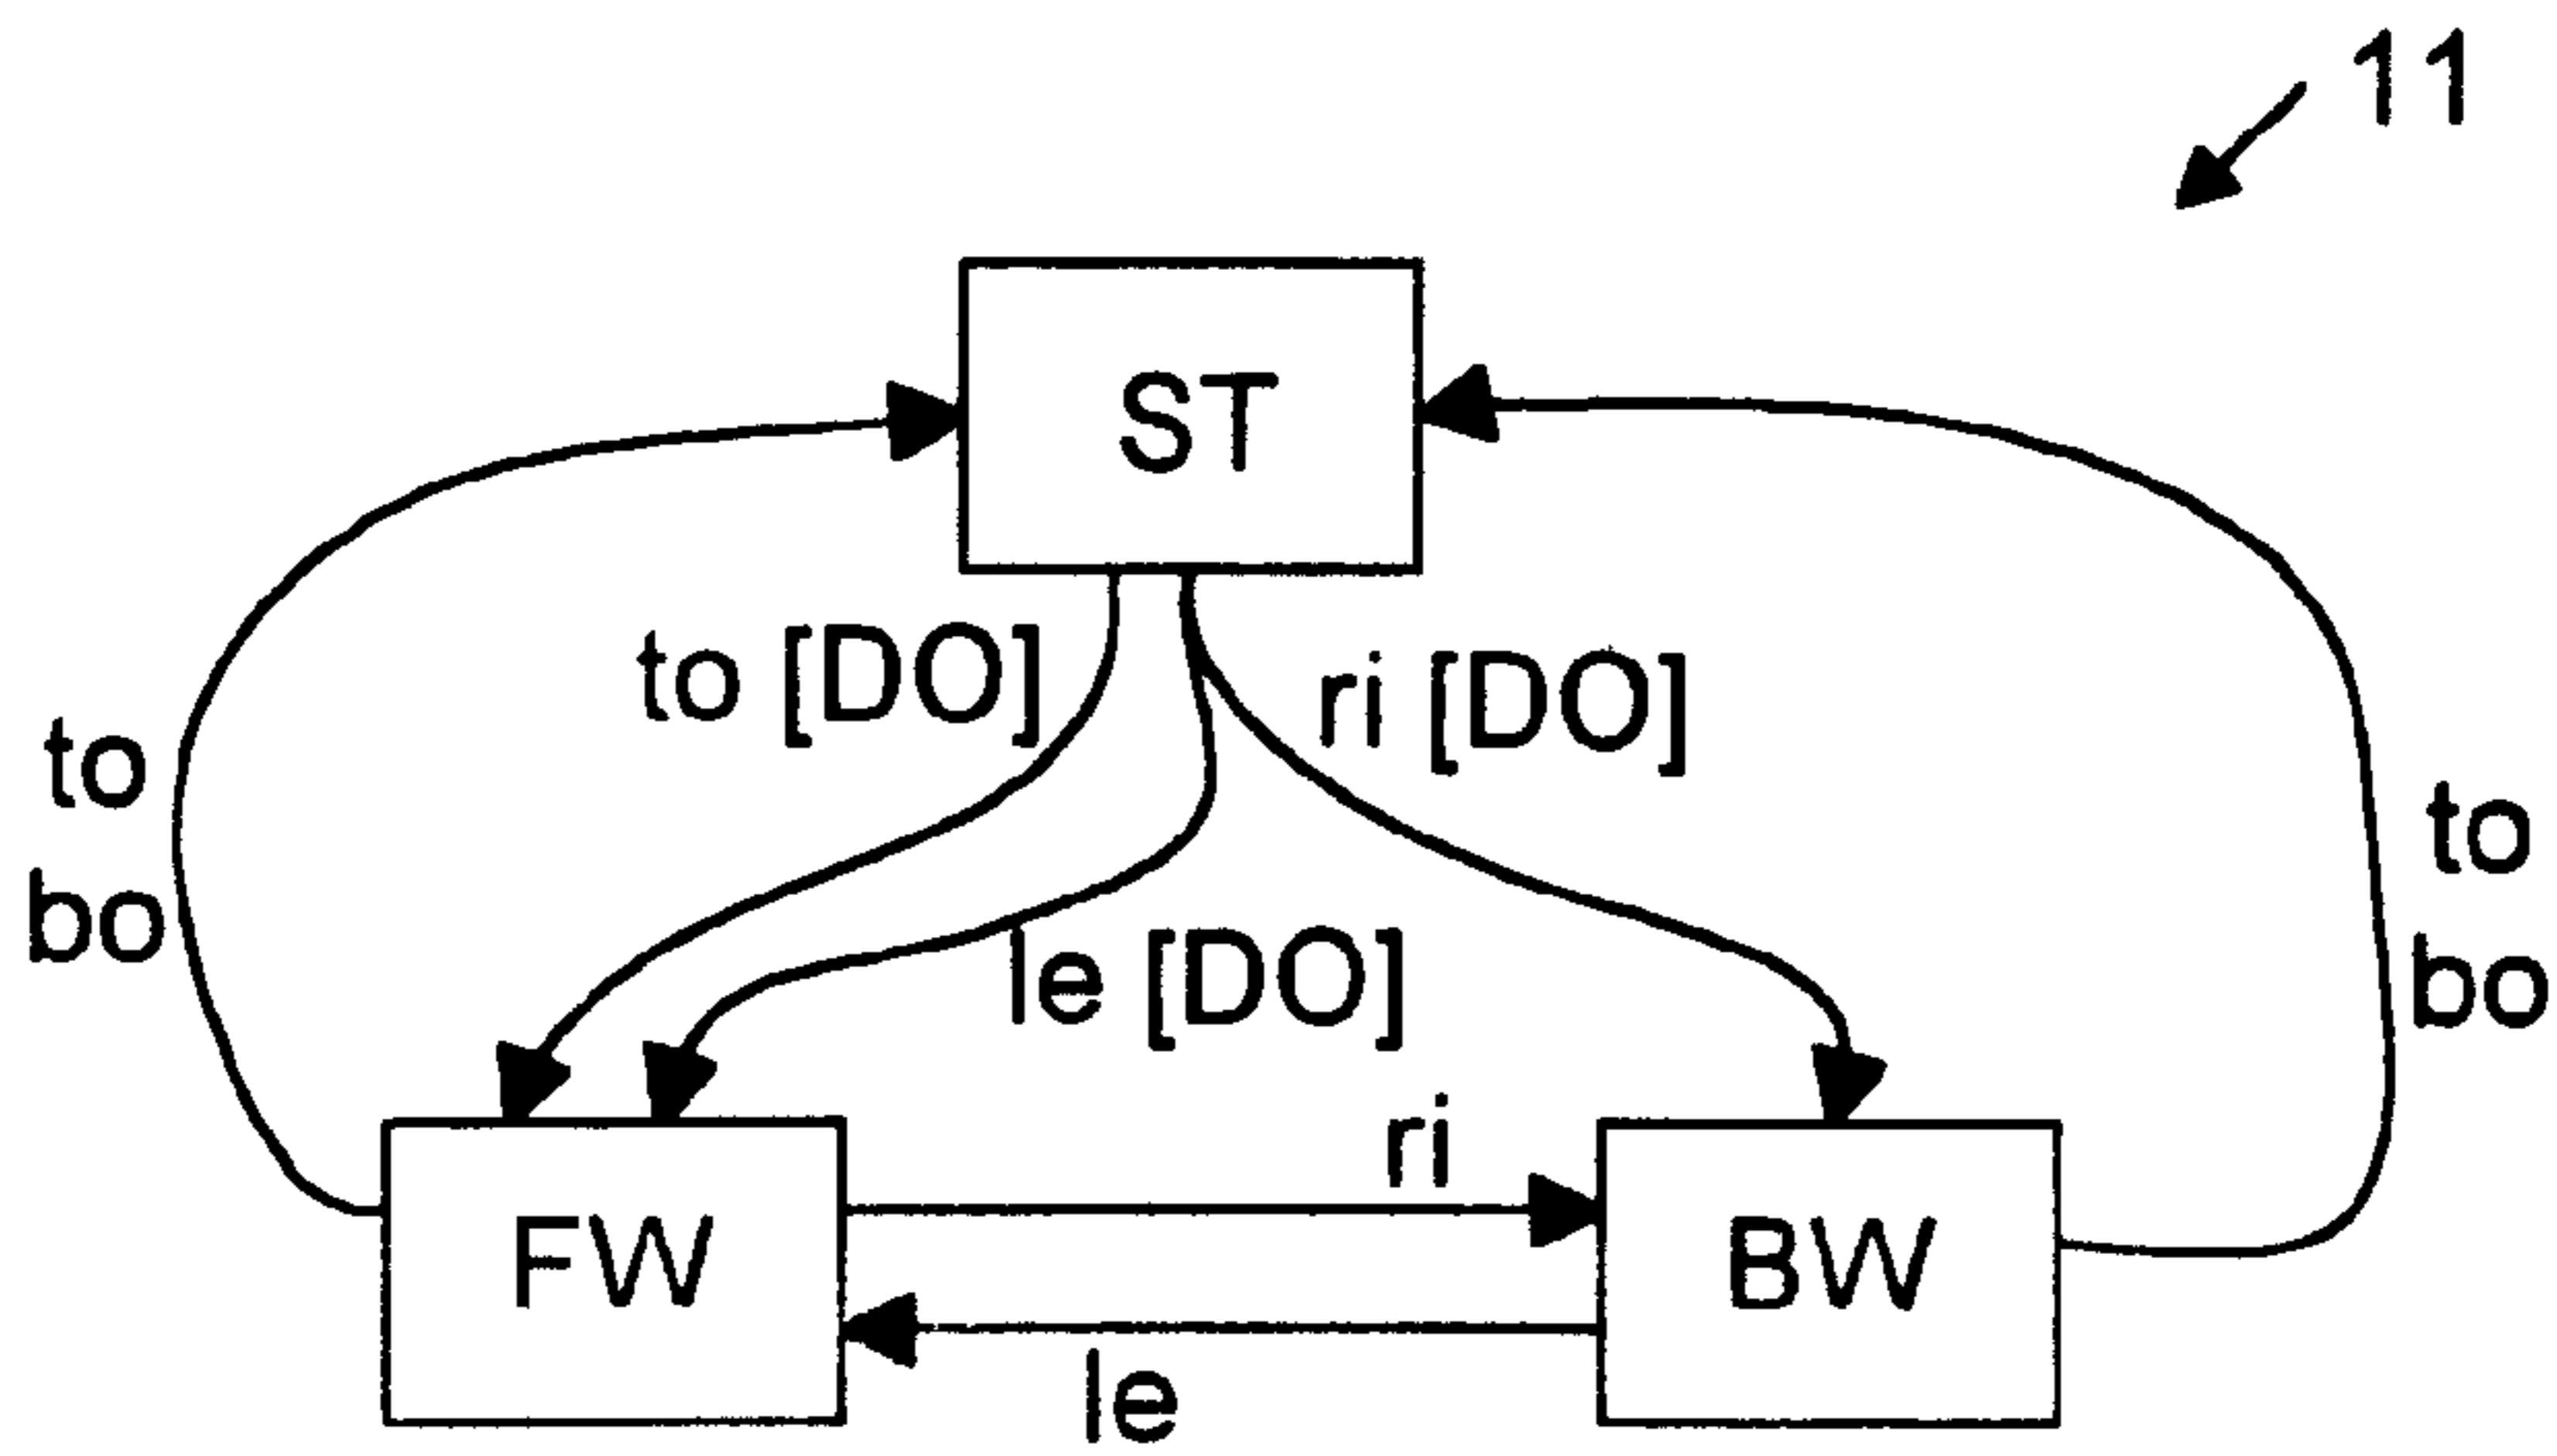 11
ST
to [DO]
ri [DO]
to
bo
to
bo
le [DO]
ri
FW
BW
le